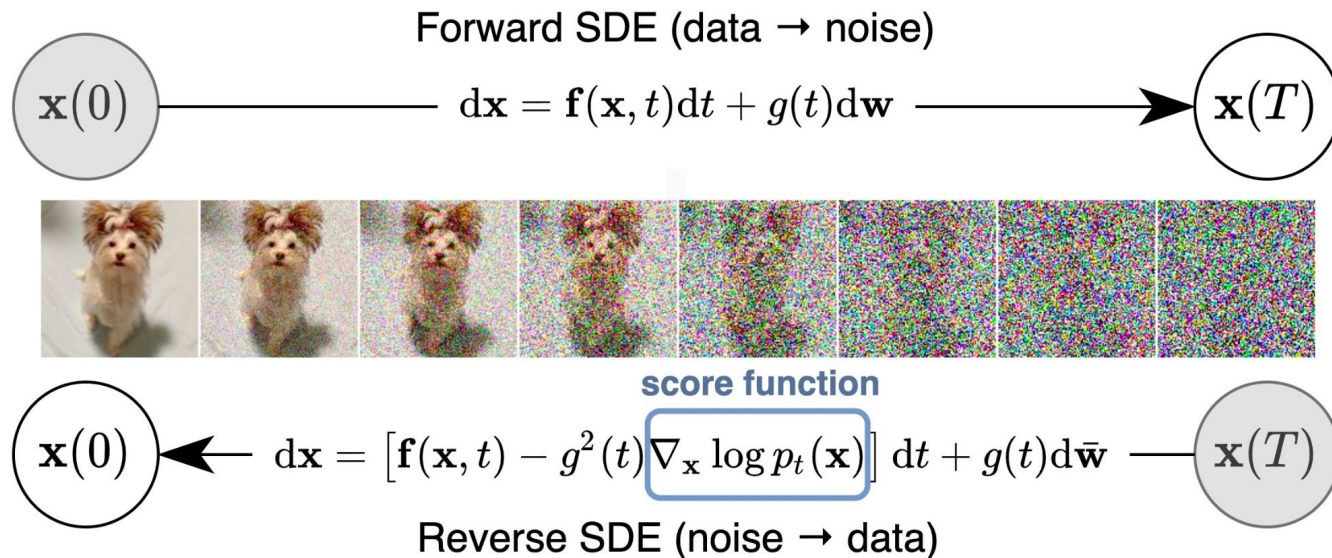 Forward SDE (data → noise)
𝐱(0) d𝐱 = 𝐟(𝐱, t)dt + g(t)d𝐰 𝐱(T)
score function
𝐱(0) d𝐱 = [𝐟(𝐱, t) − g²(t)∇ₓ log pₜ(𝐱)] dt + g(t)d𝐰̄ 𝐱(T)
Reverse SDE (noise → data)